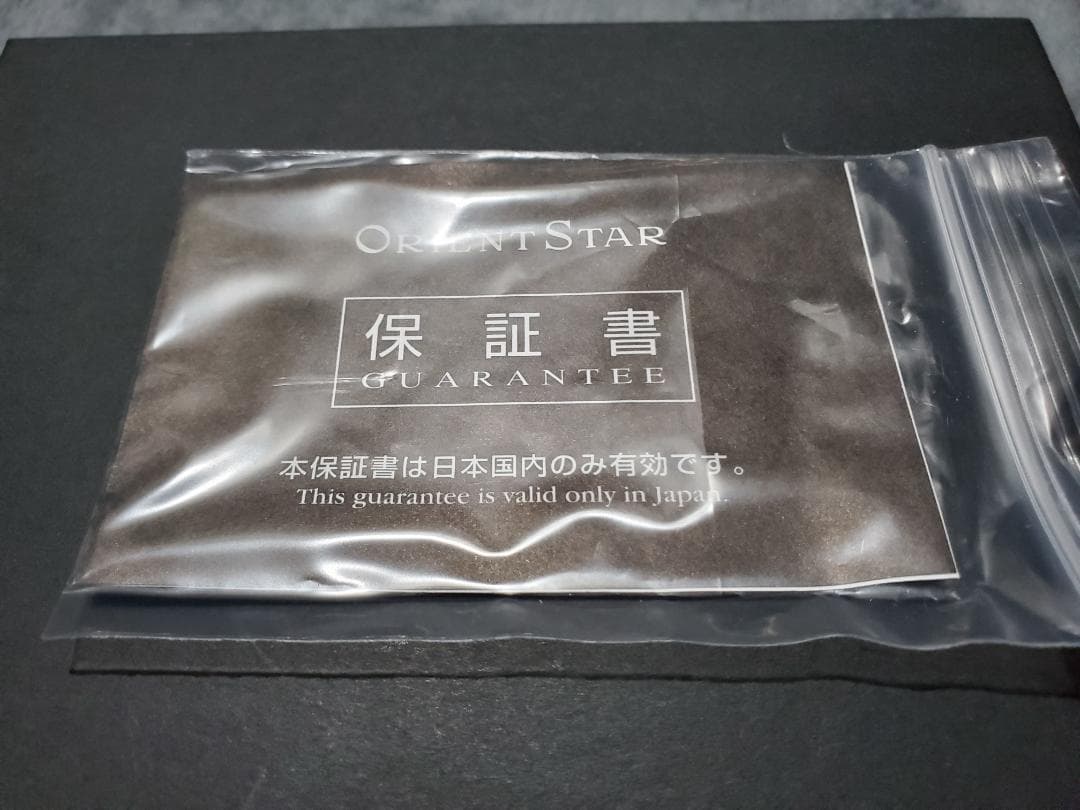 ORIENT STAR
保証書
GUARANTEE
本保証書は日本国内のみ有効です。
This guarantee is valid only in Japan.